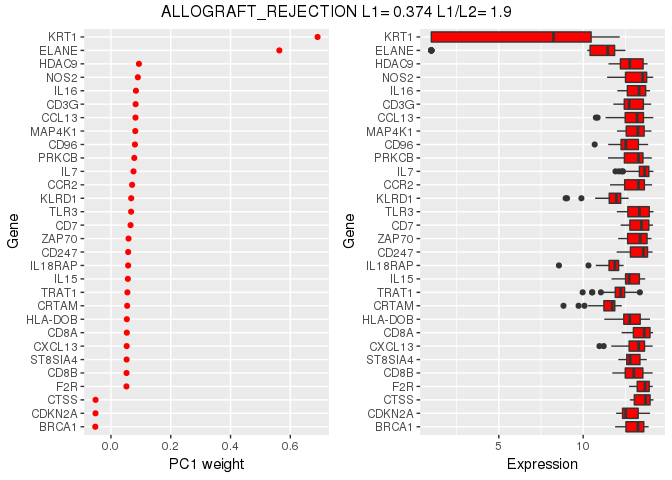 ALLOGRAFT_REJECTION L1= 0.374 L1/L2= 1.9
Gene
KRT1
ELANE
HDAC9
NOS2
IL16
CD3G
CCL13
MAP4K1
CD96
PRKCB
IL7
CCR2
KLRD1
TLR3
CD7
ZAP70
CD247
IL18RAP
IL15
TRAT1
CRTAM
HLA-DOB
CD8A
CXCL13
ST8SIA4
CD8B
F2R
CTSS
CDKN2A
BRCA1
0.0 0.2 0.4 0.6
PC1 weight
Gene
KRT1
ELANE
HDAC9
NOS2
IL16
CD3G
CCL13
MAP4K1
CD96
PRKCB
IL7
CCR2
KLRD1
TLR3
CD7
ZAP70
CD247
IL18RAP
IL15
TRAT1
CRTAM
HLA-DOB
CD8A
CXCL13
ST8SIA4
CD8B
F2R
CTSS
CDKN2A
BRCA1
5 10
Expression